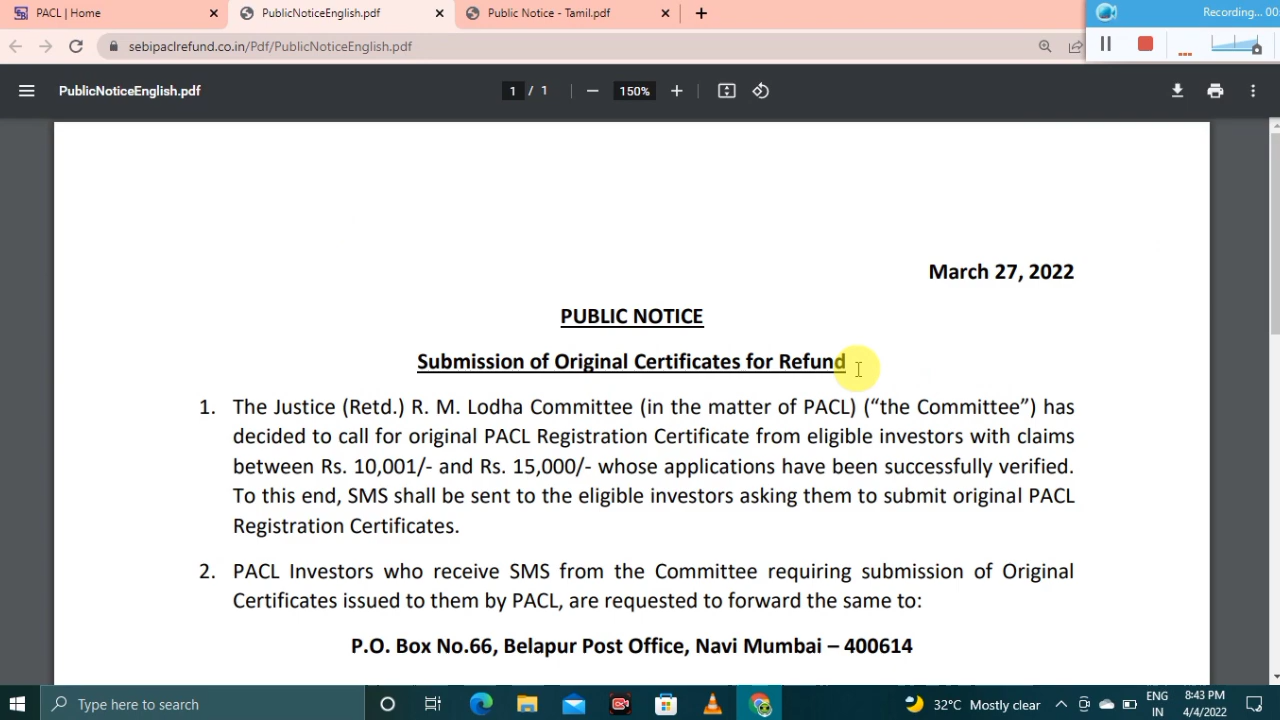 PACL | Home
PublicNoticeEnglish.pdf
Public Notice - Tamil.pdf
Recording... 00
sebipaclrefund.co.in/Pdf/PublicNoticeEnglish.pdf
PublicNoticeEnglish.pdf
1 / 1
150%
March 27, 2022
PUBLIC NOTICE
Submission of Original Certificates for Refund
1. The Justice (Retd.) R. M. Lodha Committee (in the matter of PACL) (“the Committee”) has
decided to call for original PACL Registration Certificate from eligible investors with claims
between Rs. 10,001/- and Rs. 15,000/- whose applications have been successfully verified.
To this end, SMS shall be sent to the eligible investors asking them to submit original PACL
Registration Certificates.
2. PACL Investors who receive SMS from the Committee requiring submission of Original
Certificates issued to them by PACL, are requested to forward the same to:
P.O. Box No.66, Belapur Post Office, Navi Mumbai – 400614
Type here to search
32°C Mostly clear
ENG
IN
8:43 PM
4/4/2022